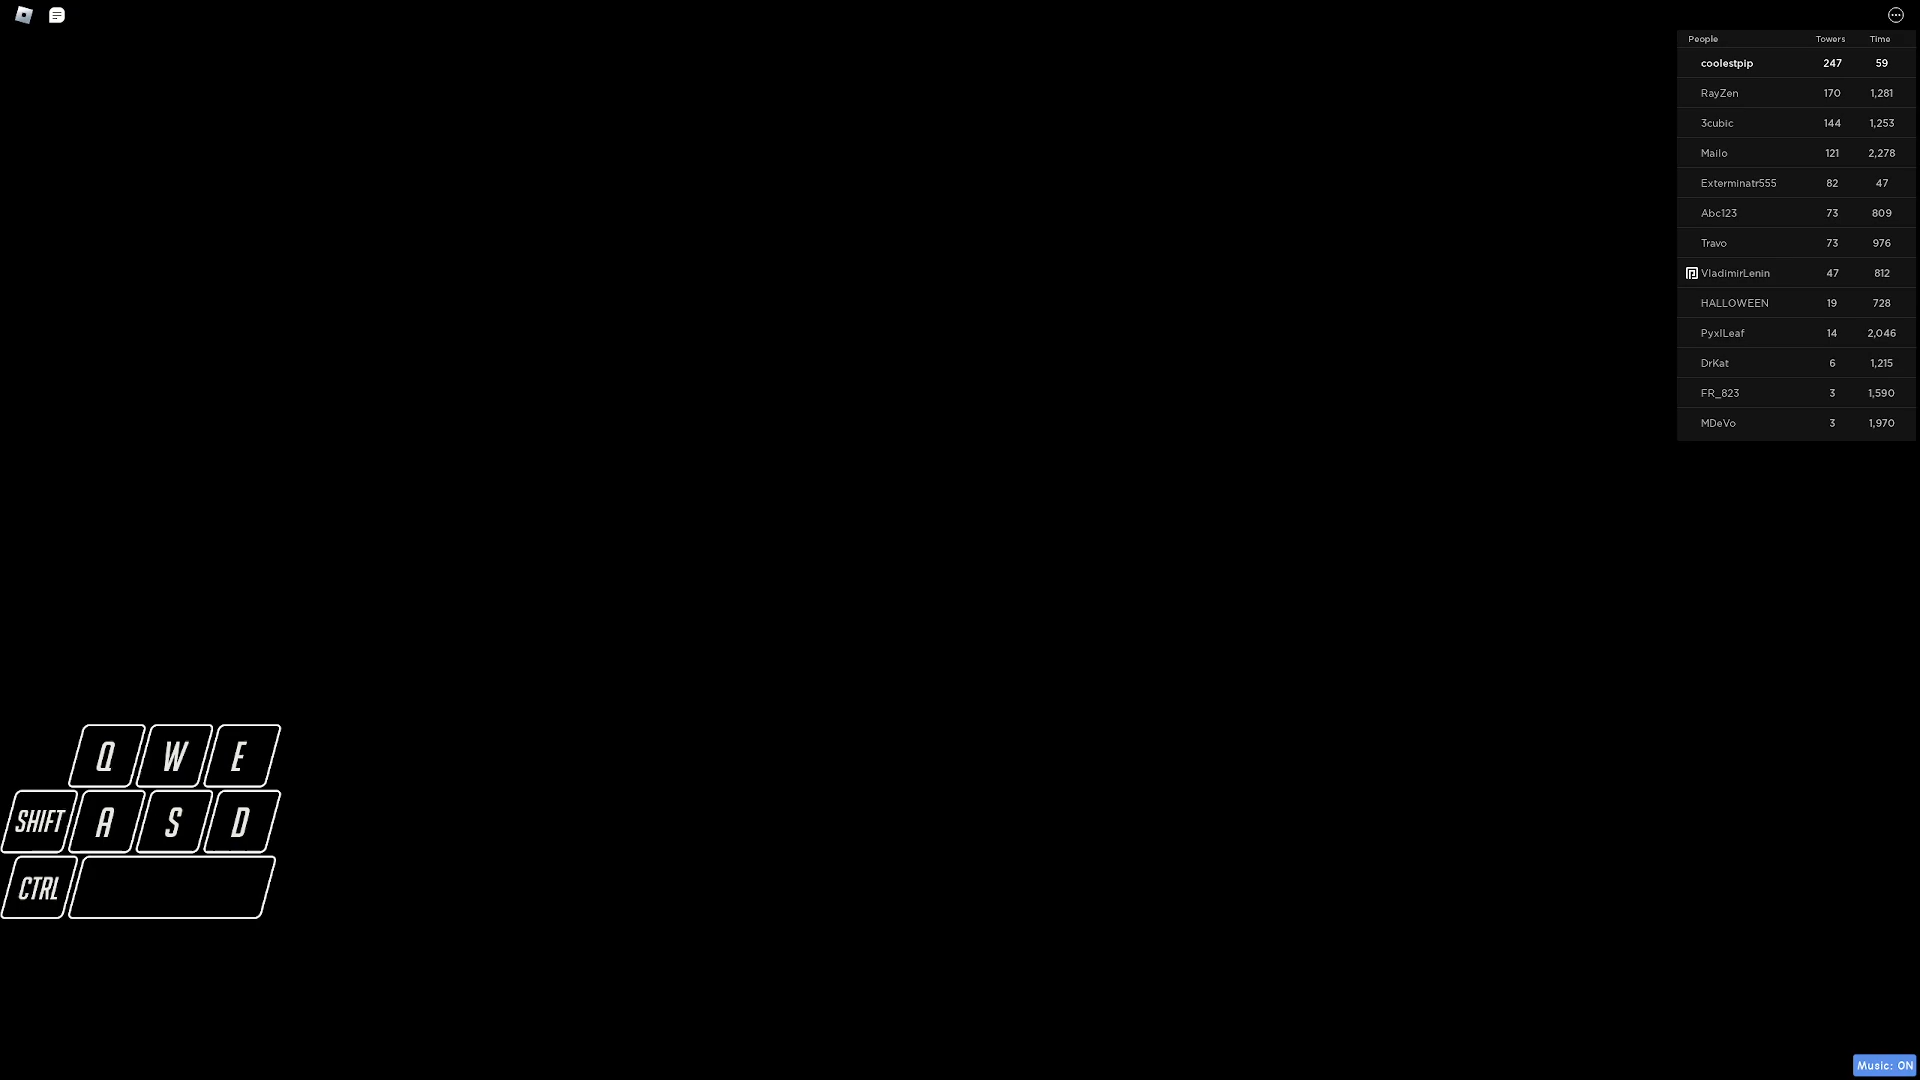 People Towers Time
coolestpip 247 59
RayZen 170 1,281
3cubic 144 1,253
Mailo 121 2,278
Exterminatr555 82 47
Abc123 73 809
Travo 73 976
VladimirLenin 47 812
HALLOWEEN 19 728
PyxlLeaf 14 2,046
DrKat 6 1,215
FR_823 3 1,590
MDeVo 3 1,970
Q W E
SHIFT A S D
CTRL
Music: ON